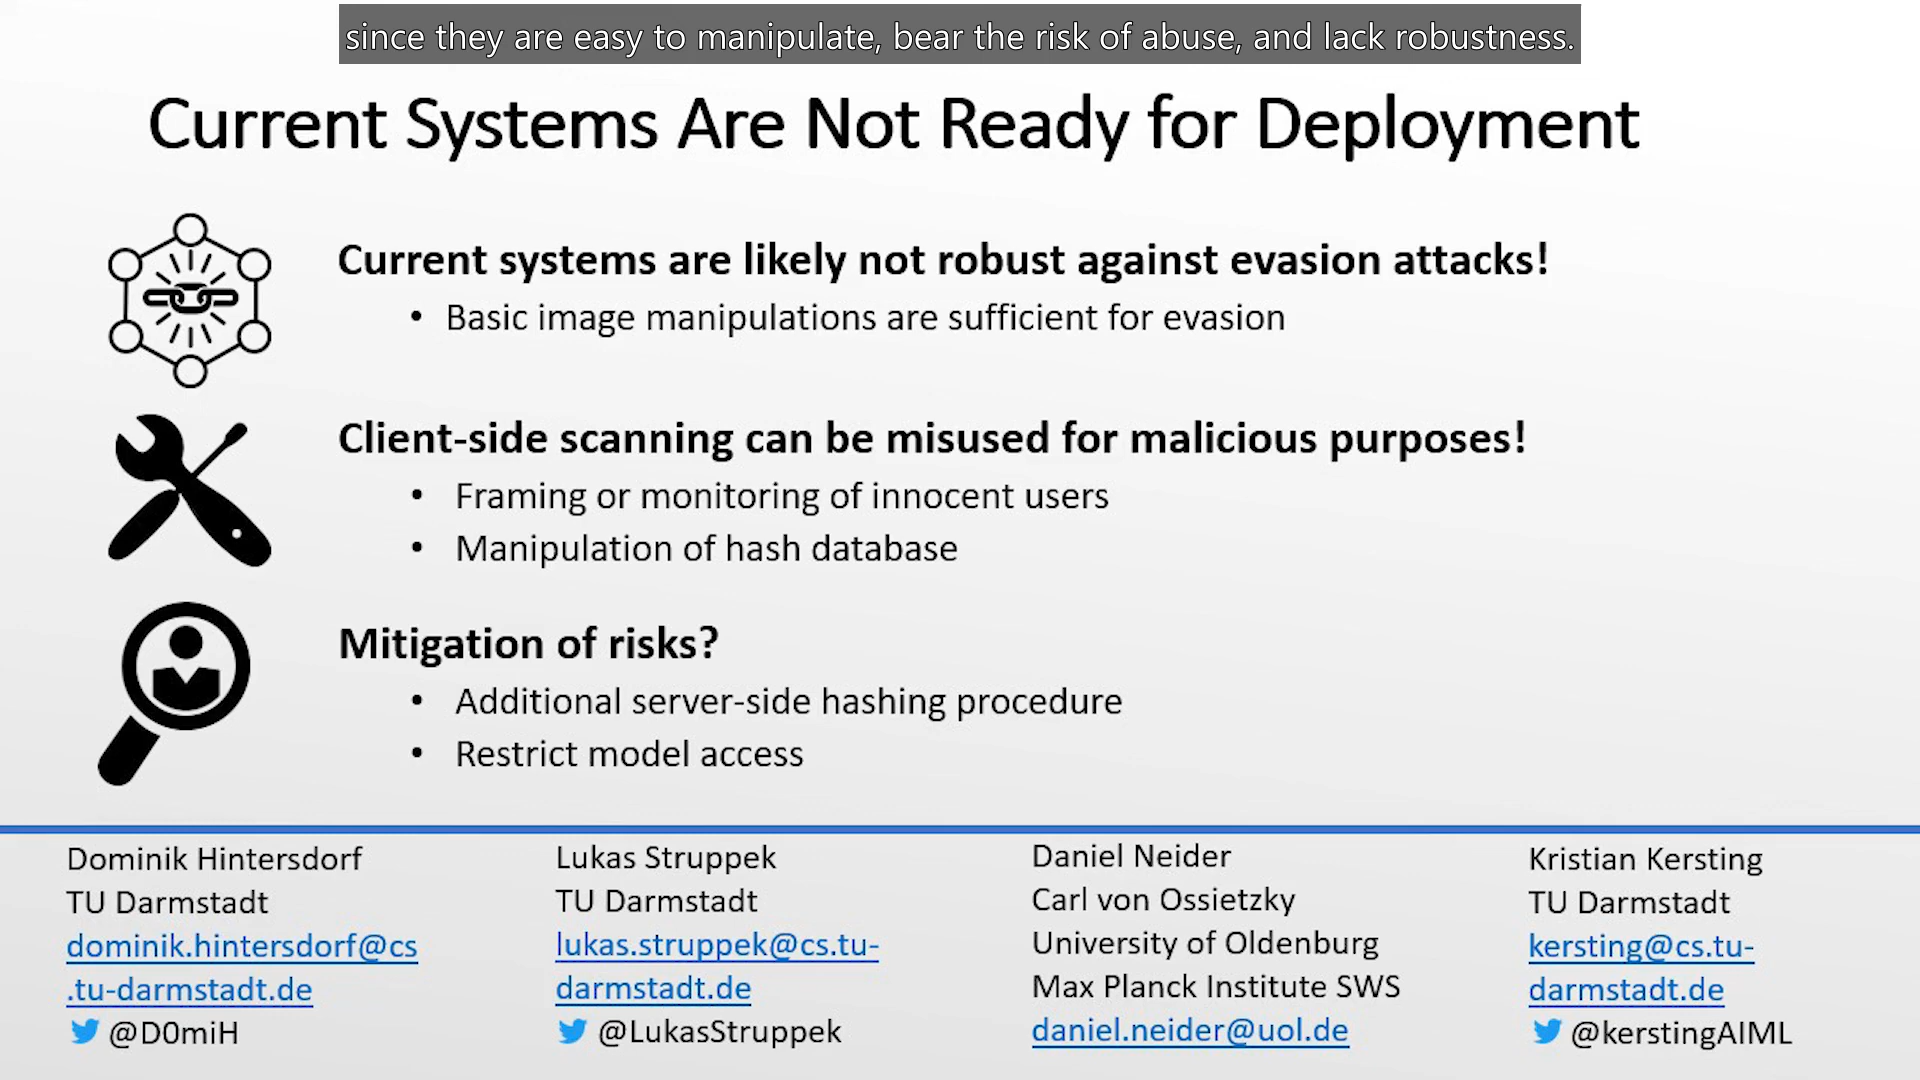 since they are easy to manipulate, bear the risk of abuse, and lack robustness.
Current Systems Are Not Ready for Deployment
Current systems are likely not robust against evasion attacks!
• Basic image manipulations are sufficient for evasion
Client-side scanning can be misused for malicious purposes!
• Framing or monitoring of innocent users
• Manipulation of hash database
Mitigation of risks?
• Additional server-side hashing procedure
• Restrict model access
Dominik Hintersdorf
TU Darmstadt
dominik.hintersdorf@cs
.tu-darmstadt.de
@D0miH
Lukas Struppek
TU Darmstadt
lukas.struppek@cs.tu-
darmstadt.de
@LukasStruppek
Daniel Neider
Carl von Ossietzky
University of Oldenburg
Max Planck Institute SWS
daniel.neider@uol.de
Kristian Kersting
TU Darmstadt
kersting@cs.tu-
darmstadt.de
@kerstingAIML